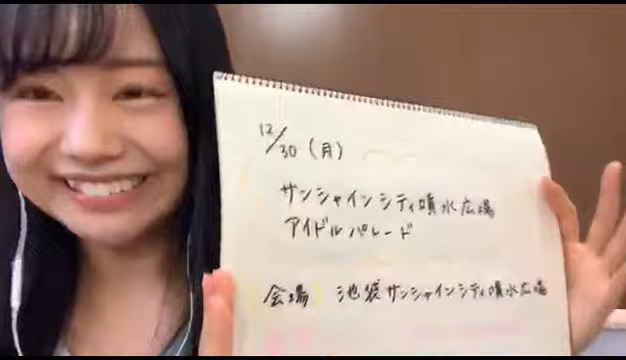 12/30 (月)
サンシャインシティ噴水広場
アイドルパレード
会場 池袋サンシャインシティ噴水広場